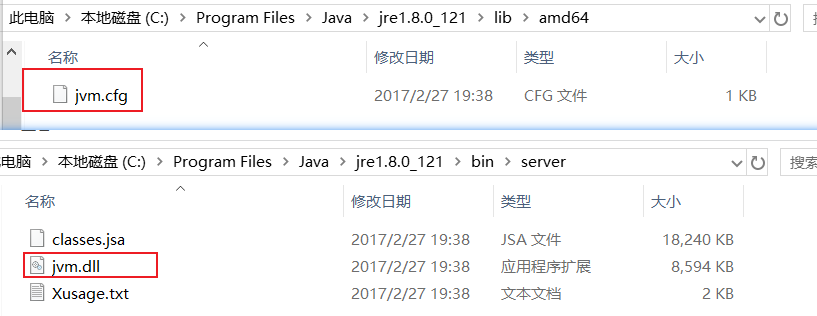 此电脑 > 本地磁盘 (C:) > Program Files > Java > jre1.8.0_121 > lib > amd64
名称 修改日期 类型 大小
jvm.cfg 2017/2/27 19:38 CFG 文件 1 KB
电脑 > 本地磁盘 (C:) > Program Files > Java > jre1.8.0_121 > bin > server 搜索
名称 修改日期 类型 大小
classes.jsa 2017/2/27 19:38 JSA 文件 18,240 KB
jvm.dll 2017/2/27 19:38 应用程序扩展 8,594 KB
Xusage.txt 2017/2/27 19:38 文本文档 2 KB